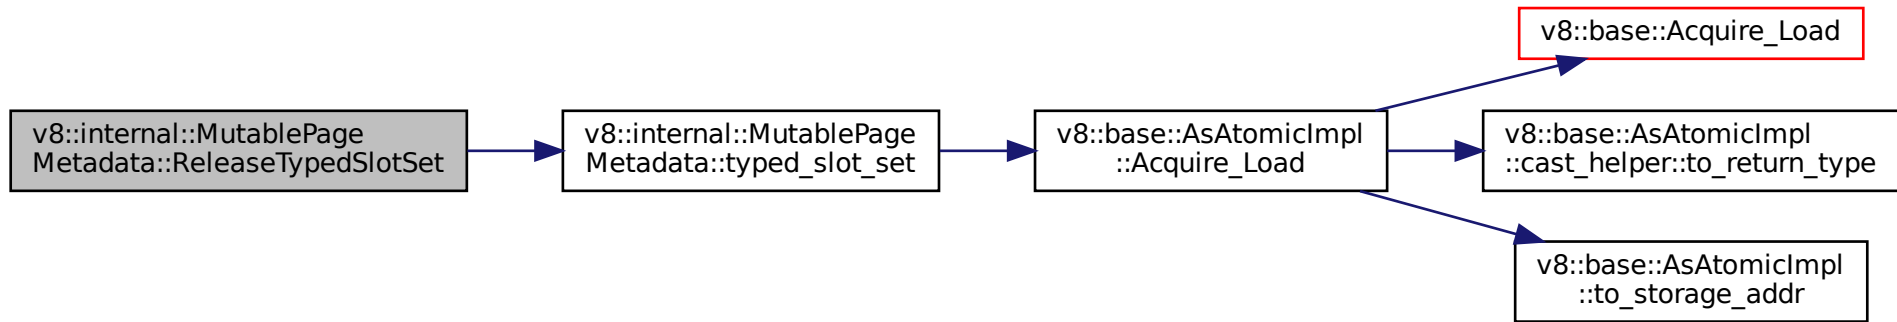 v8::internal::MutablePage
Metadata::ReleaseTypedSlotSet
v8::internal::MutablePage
Metadata::typed_slot_set
v8::base::AsAtomicImpl
::Acquire_Load
v8::base::Acquire_Load
v8::base::AsAtomicImpl
::cast_helper::to_return_type
v8::base::AsAtomicImpl
::to_storage_addr